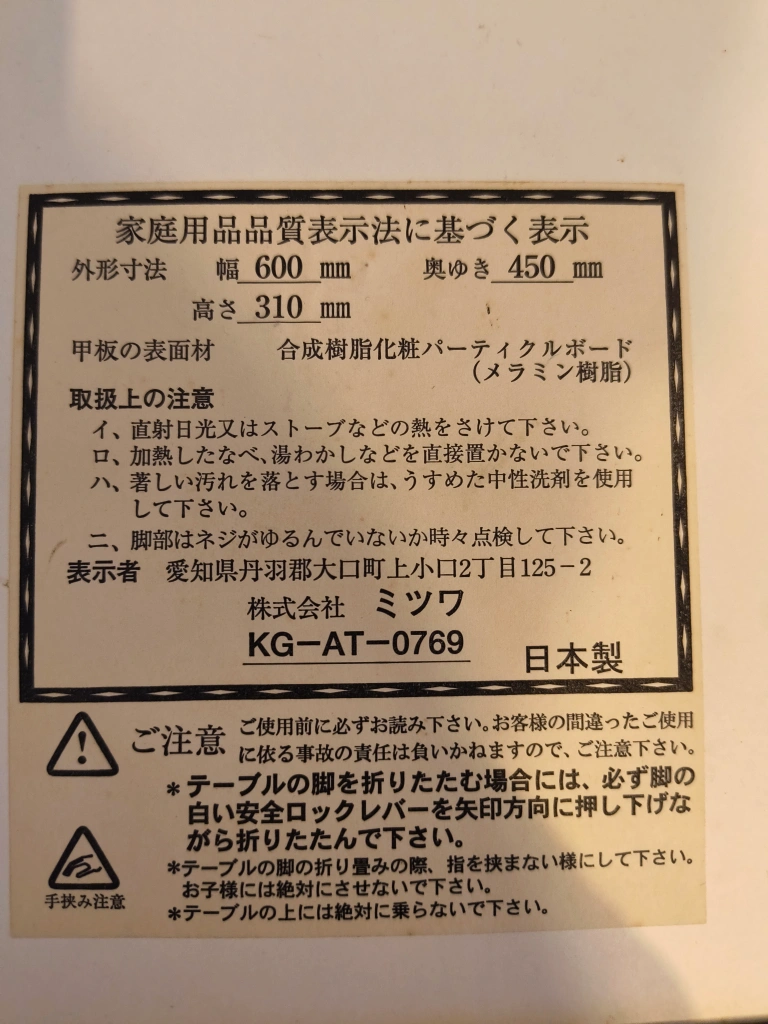 家庭用品品質表示法に基づく表示
外形寸法 幅 600 mm 奥ゆき 450 mm
高さ 310 mm
甲板の表面材 合成樹脂化粧パーティクルボード
(メラミン樹脂)
取扱上の注意
イ、直射日光又はストーブなどの熱をさけて下さい。
ロ、加熱したなべ、湯わかしなどを直接置かないで下さい。
ハ、著しい汚れを落とす場合は、うすめた中性洗剤を使用
して下さい。
ニ、脚部はネジがゆるんでいないか時々点検して下さい。
表示者 愛知県丹羽郡大口町上小口2丁目125−2
株式会社 ミツワ
KG−AT−0769
日本製
ご注意
ご使用前に必ずお読み下さい。お客様の間違ったご使用
に依る事故の責任は負いかねますので、ご注意下さい。
*テーブルの脚を折りたたむ場合には、必ず脚の
白い安全ロックレバーを矢印方向に押し下げな
がら折りたたんで下さい。
*テーブルの脚の折り畳みの際、指を挟まない様にして下さい。
お子様には絶対にさせないで下さい。
*テーブルの上には絶対に乗らないで下さい。
手挟み注意